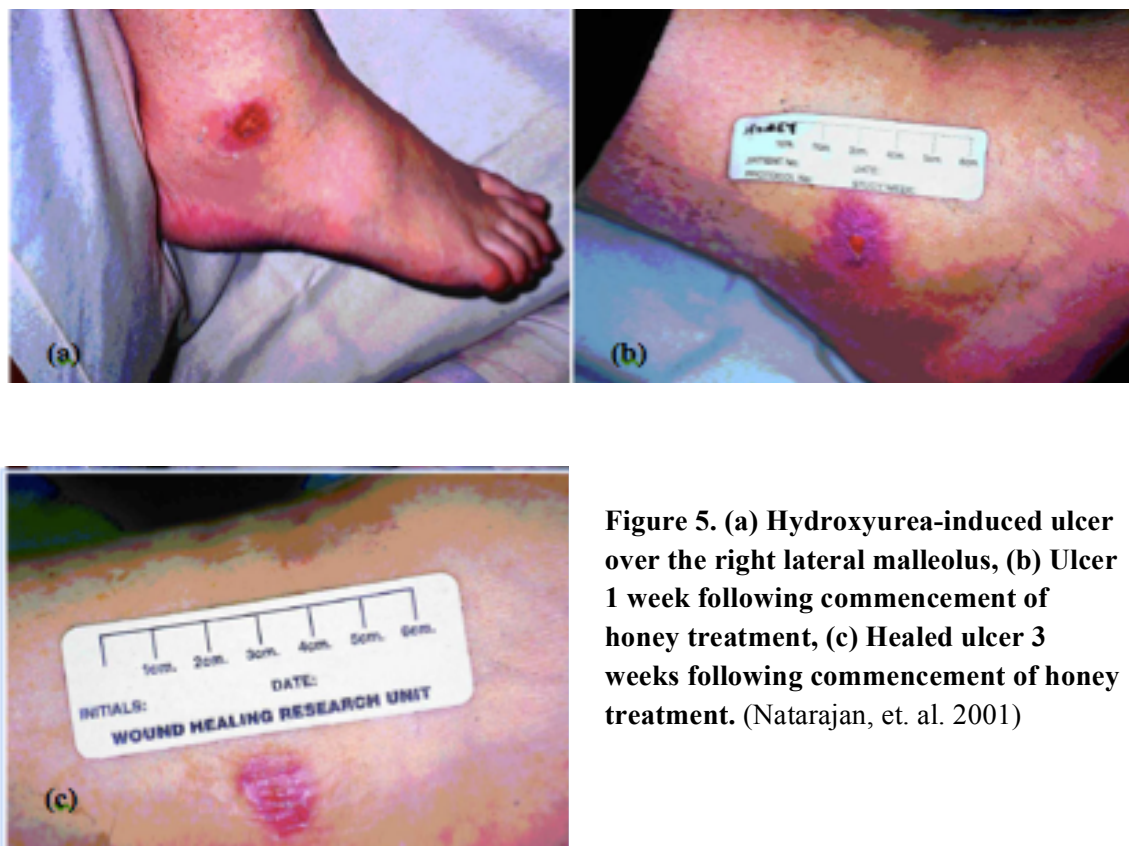 (a)
(b)
DATE:
1cm. 2cm. 3cm. 4cm. 5cm. 6cm.
INITIALS:
DATE:
WOUND HEALING RESEARCH UNIT
(c)
Figure 5. (a) Hydroxyurea-induced ulcer
over the right lateral malleolus, (b) Ulcer
1 week following commencement of
honey treatment, (c) Healed ulcer 3
weeks following commencement of honey
treatment. (Natarajan, et. al. 2001)